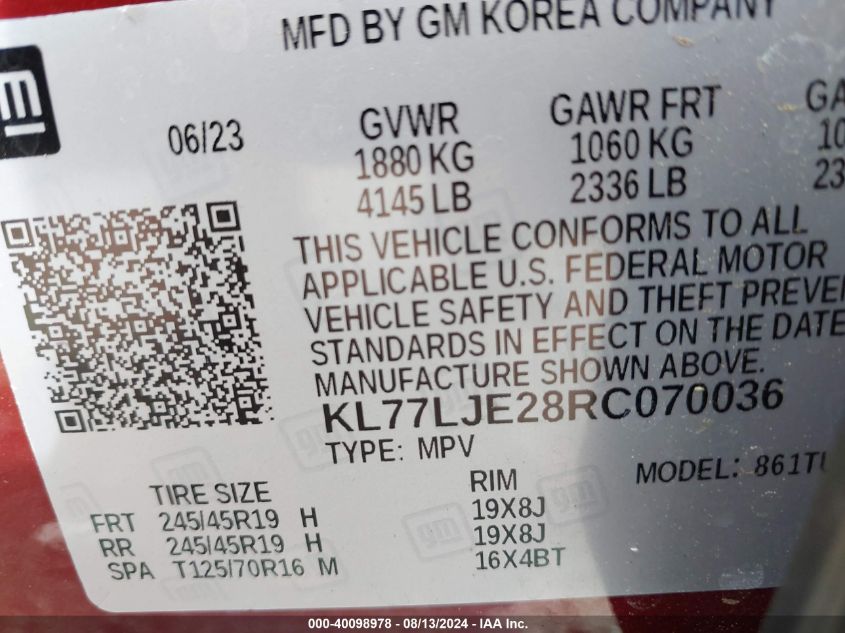 MFD BY GM KOREA COMPANY
gm
06/23
GVWR GAWR FRT
1880 KG 1060 KG
4145 LB 2336 LB
THIS VEHICLE CONFORMS TO ALL
APPLICABLE U.S. FEDERAL MOTOR
VEHICLE SAFETY AND THEFT
STANDARDS IN EFFECT ON THE DATE
MANUFACTURE SHOWN ABOVE.
KL77LJE28RC070036
TYPE: MPV
MODEL:
TIRE SIZE RIM
FRT 245/45R19 H 19X8J
RR 245/45R19 H 19X8J
SPA T125/70R16 M 16X4BT
000-40098978 - 08/13/2024 - IAA Inc.